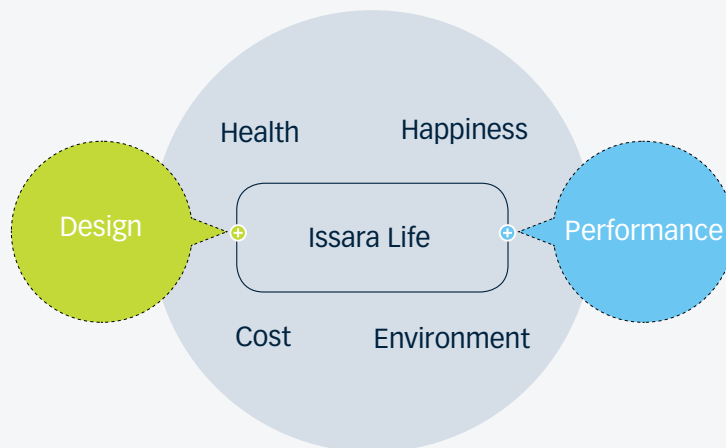 Health
Happiness
Design
Issara Life
Performance
Cost
Environment